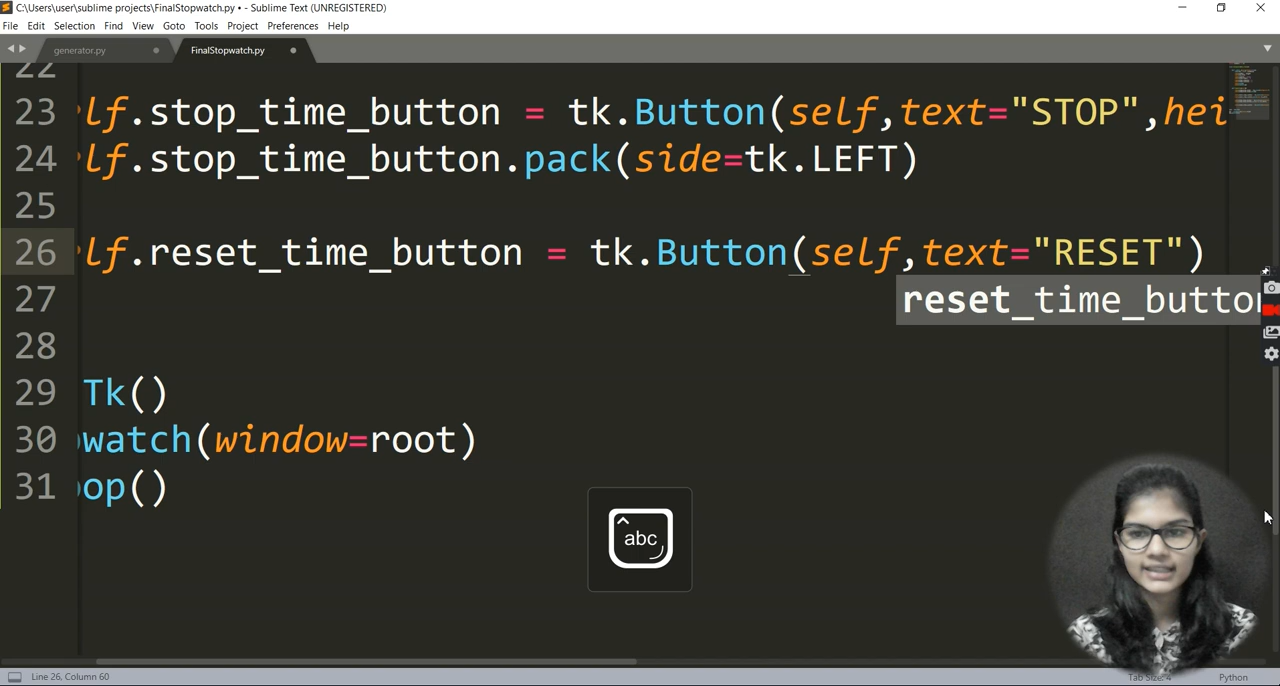 C:\Users\user\sublime projects\FinalStopwatch.py • - Sublime Text (UNREGISTERED)
File Edit Selection Find View Goto Tools Project Preferences Help
generator.py FinalStopwatch.py
22
23 lf.stop_time_button = tk.Button(self,text="STOP",hei
24 lf.stop_time_button.pack(side=tk.LEFT)
25
26 lf.reset_time_button = tk.Button(self,text="RESET")
27 reset_time_button
28
29 Tk()
30 watch(window=root)
31 op()
abc
Line 26, Column 60 Tab Size: 4 Python